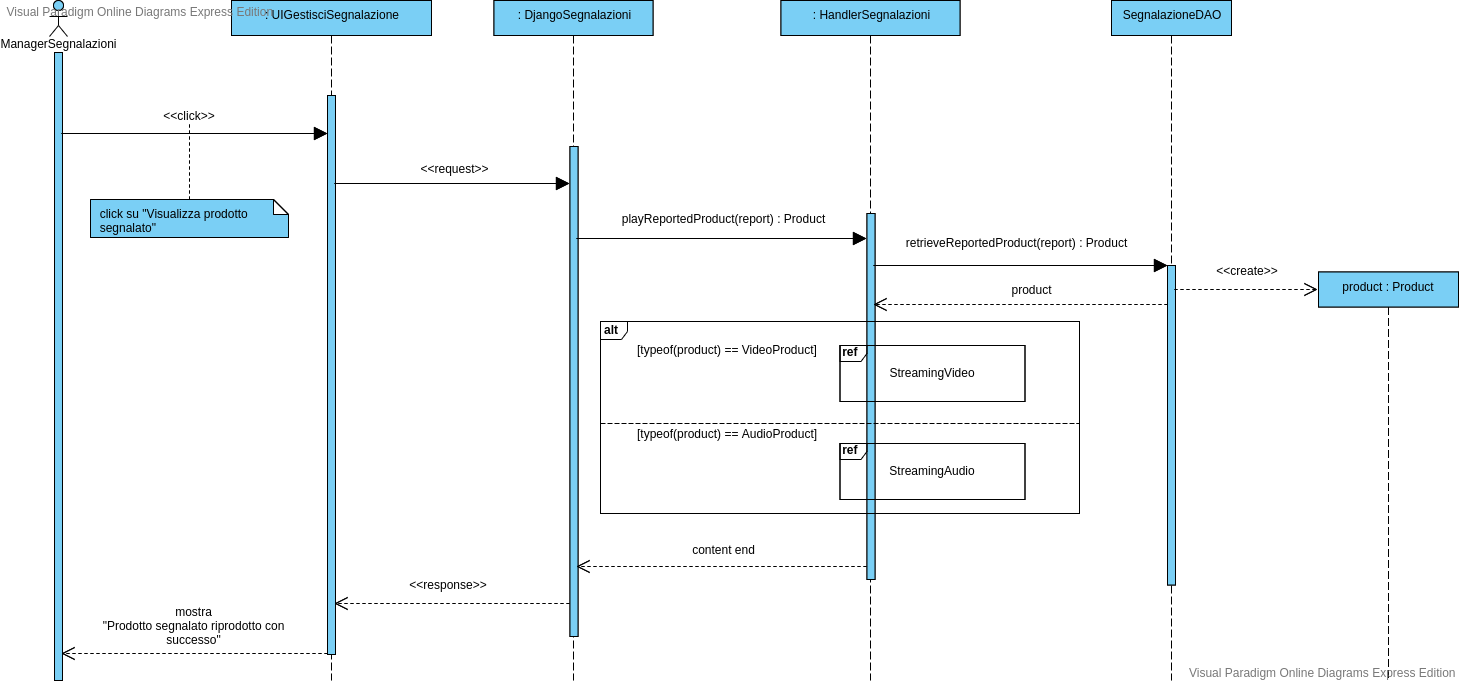 Visual Paradigm Online Diagrams Express Edition
: UIGestisciSegnalazione
: DjangoSegnalazioni
: HandlerSegnalazioni
SegnalazioneDAO
ManagerSegnalazioni
<<click>>
<<request>>
click su "Visualizza prodotto
segnalato"
playReportedProduct(report) : Product
retrieveReportedProduct(report) : Product
<<create>>
product : Product
product
alt
[typeof(product) == VideoProduct]
ref
StreamingVideo
[typeof(product) == AudioProduct]
ref
StreamingAudio
content end
<<response>>
mostra
"Prodotto segnalato riprodotto con
successo"
Visual Paradigm Online Diagrams Express Edition